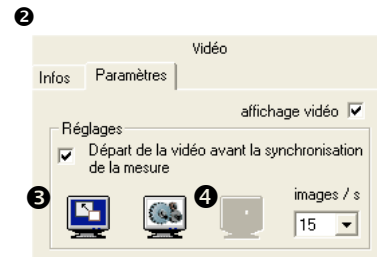 ❷
Vidéo
Infos Paramètres
affichage vidéo
Réglages
Départ de la vidéo avant la synchronisation
de la mesure
❸ ❹ images / s
15